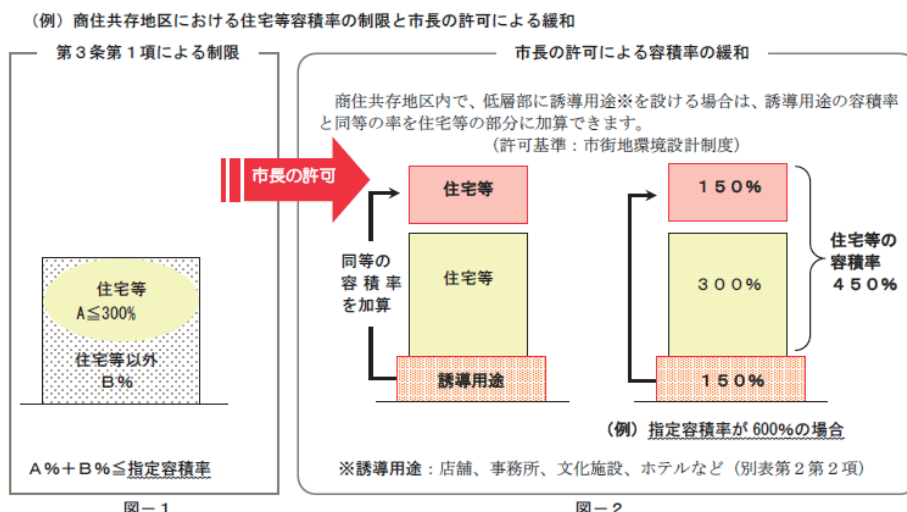 （例）商住共存地区における住宅等容積率の制限と市長の許可による緩和
第３条第１項による制限
住宅等
A≦300%
住宅等以外
Ｂ％
Ａ％＋Ｂ％≦指定容積率
図－１
市長の許可による容積率の緩和
商住共存地区内で、低層部に誘導用途※を設ける場合は、誘導用途の容積率
と同等の率を住宅等の部分に加算できます。
（許可基準：市街地環境設計制度）
市長の許可
住宅等
同等の
容積率
を加算
住宅等
誘導用途
１５０％
３００％
１５０％
住宅等の
容積率
４５０％
（例）指定容積率が 600％の場合
※誘導用途：店舗、事務所、文化施設、ホテルなど（別表第２第２項）
図－２